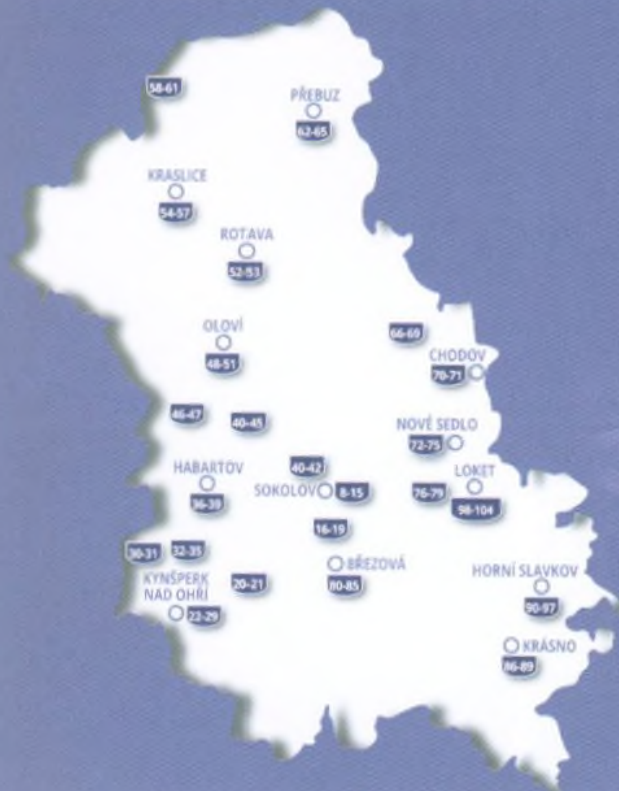 58-61
PŘEBUZ
62-65
KRASLICE
54-57
ROTAVA
52-53
OLOVÍ
48-51
66-69
CHODOV
70-71
46-47
40-45
NOVÉ SEDLO
72-75
HABARTOV
36-39
40-42
SOKOLOV 8-15
76-79
LOKET
98-104
16-19
30-31
32-35
BŘEZOVÁ
80-85
KYNŠPERK
NAD OHŘÍ
22-29
20-21
HORNÍ SLAVKOV
90-97
KRÁSNO
86-89